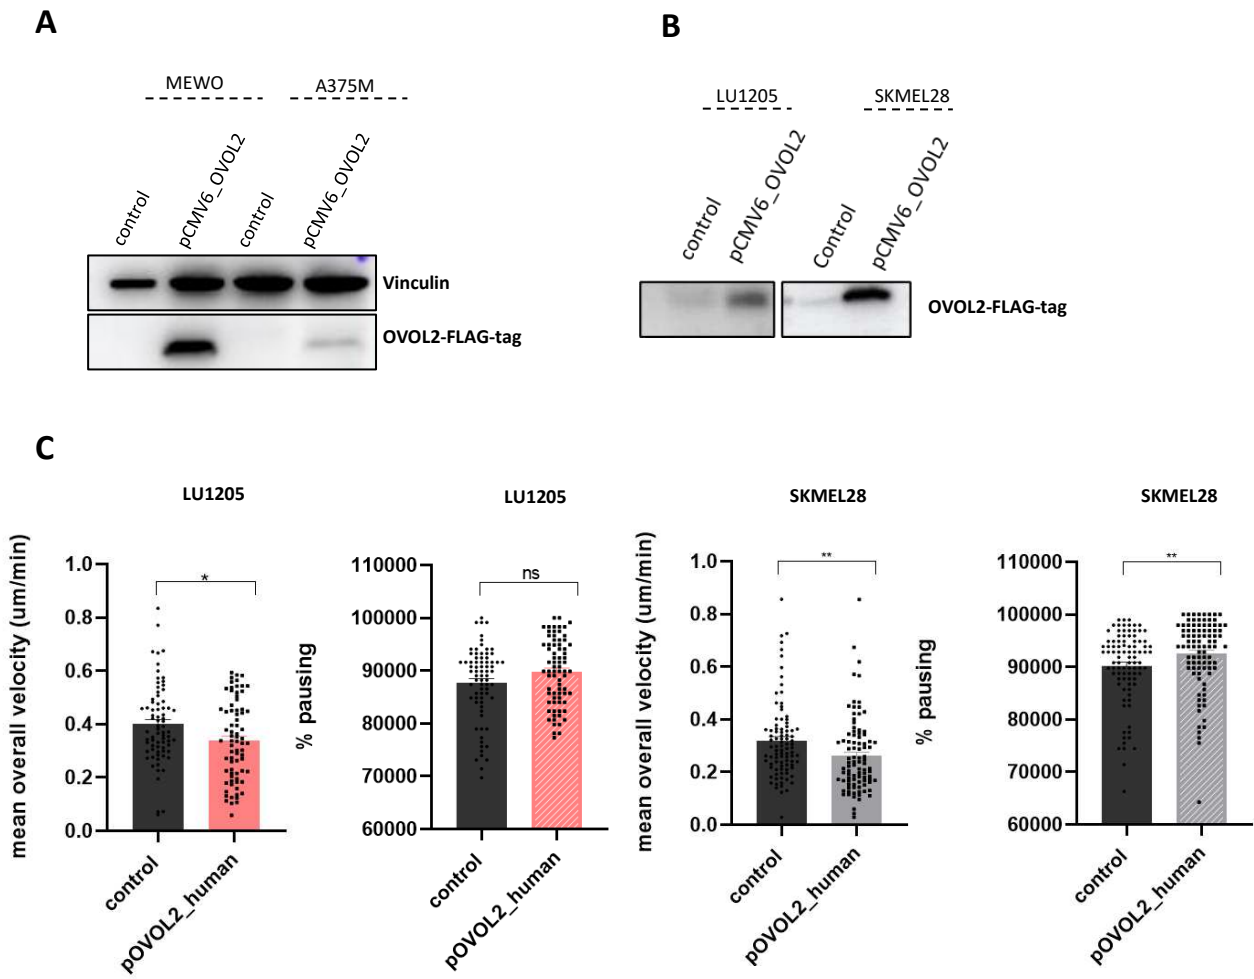 A
B
MEWO
A375M
control
pCMV6_OVOL2
control
pCMV6_OVOL2
Vinculin
OVOL2-FLAG-tag
LU1205
SKMEL28
control
pCMV6_OVOL2
Control
pCMV6_OVOL2
OVOL2-FLAG-tag
C
LU1205
mean overall velocity (um/min)
1.0
0.8
0.6
0.4
0.2
0.0
*
control
pOVOL2_human
LU1205
% pausing
110000
100000
90000
80000
70000
60000
ns
control
pOVOL2_human
SKMEL28
mean overall velocity (um/min)
1.0
0.8
0.6
0.4
0.2
0.0
**
control
pOVOL2_human
SKMEL28
% pausing
110000
100000
90000
80000
70000
60000
**
control
pOVOL2_human